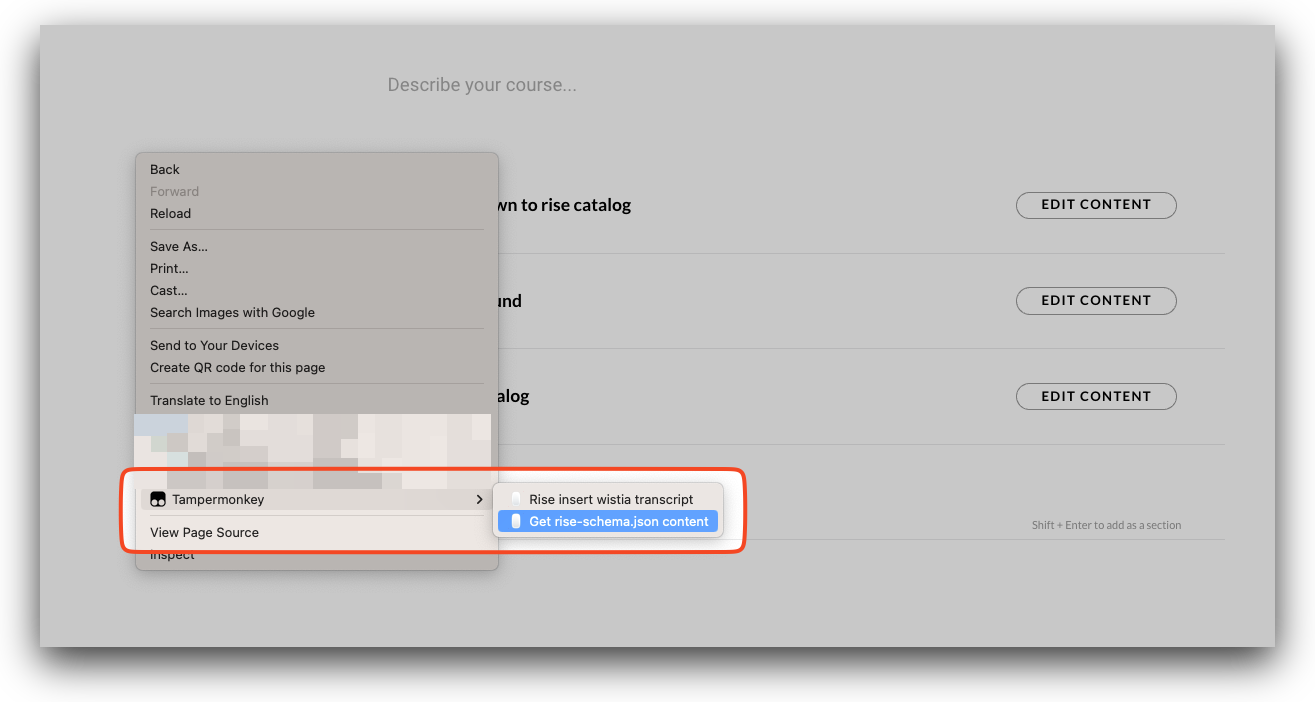 Describe your course...
Back
Forward
Reload
wn to rise catalog
EDIT CONTENT
Save As...
Print...
Cast...
Search Images with Google
und
EDIT CONTENT
Send to Your Devices
Create QR code for this page
Translate to English
alog
EDIT CONTENT
Tampermonkey
Rise insert wistia transcript
Get rise-schema.json content
Shift + Enter to add as a section
View Page Source
Inspect